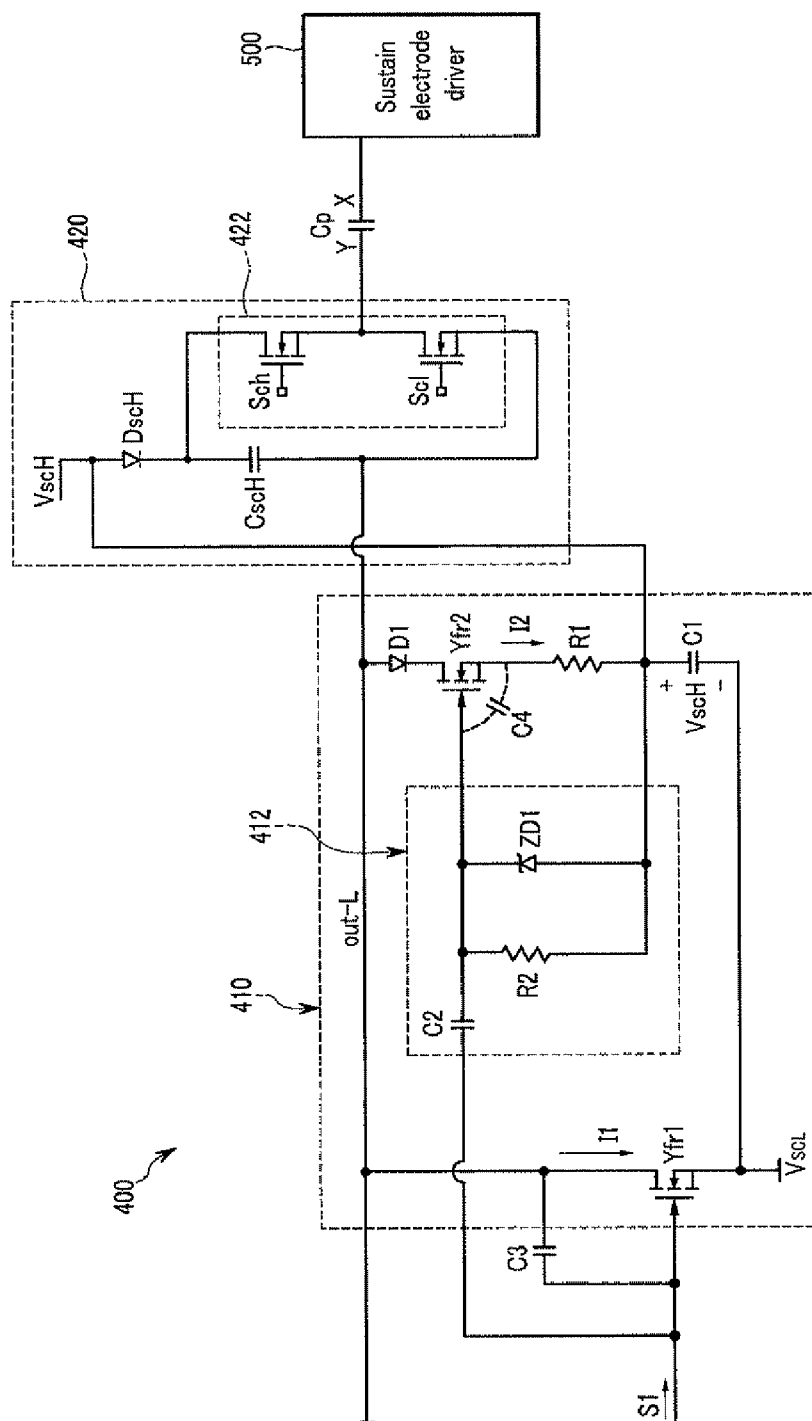 400
410
412
420
422
500
Sustain
electrode
driver
VscH
DscH
CscH
Sch
Scl
Y
Cp
X
out-L
D1
Yfr2
I2
C4
R1
+
VscH
-
C1
C2
R2
ZD1
C3
I1
Yfr1
VscL
S1